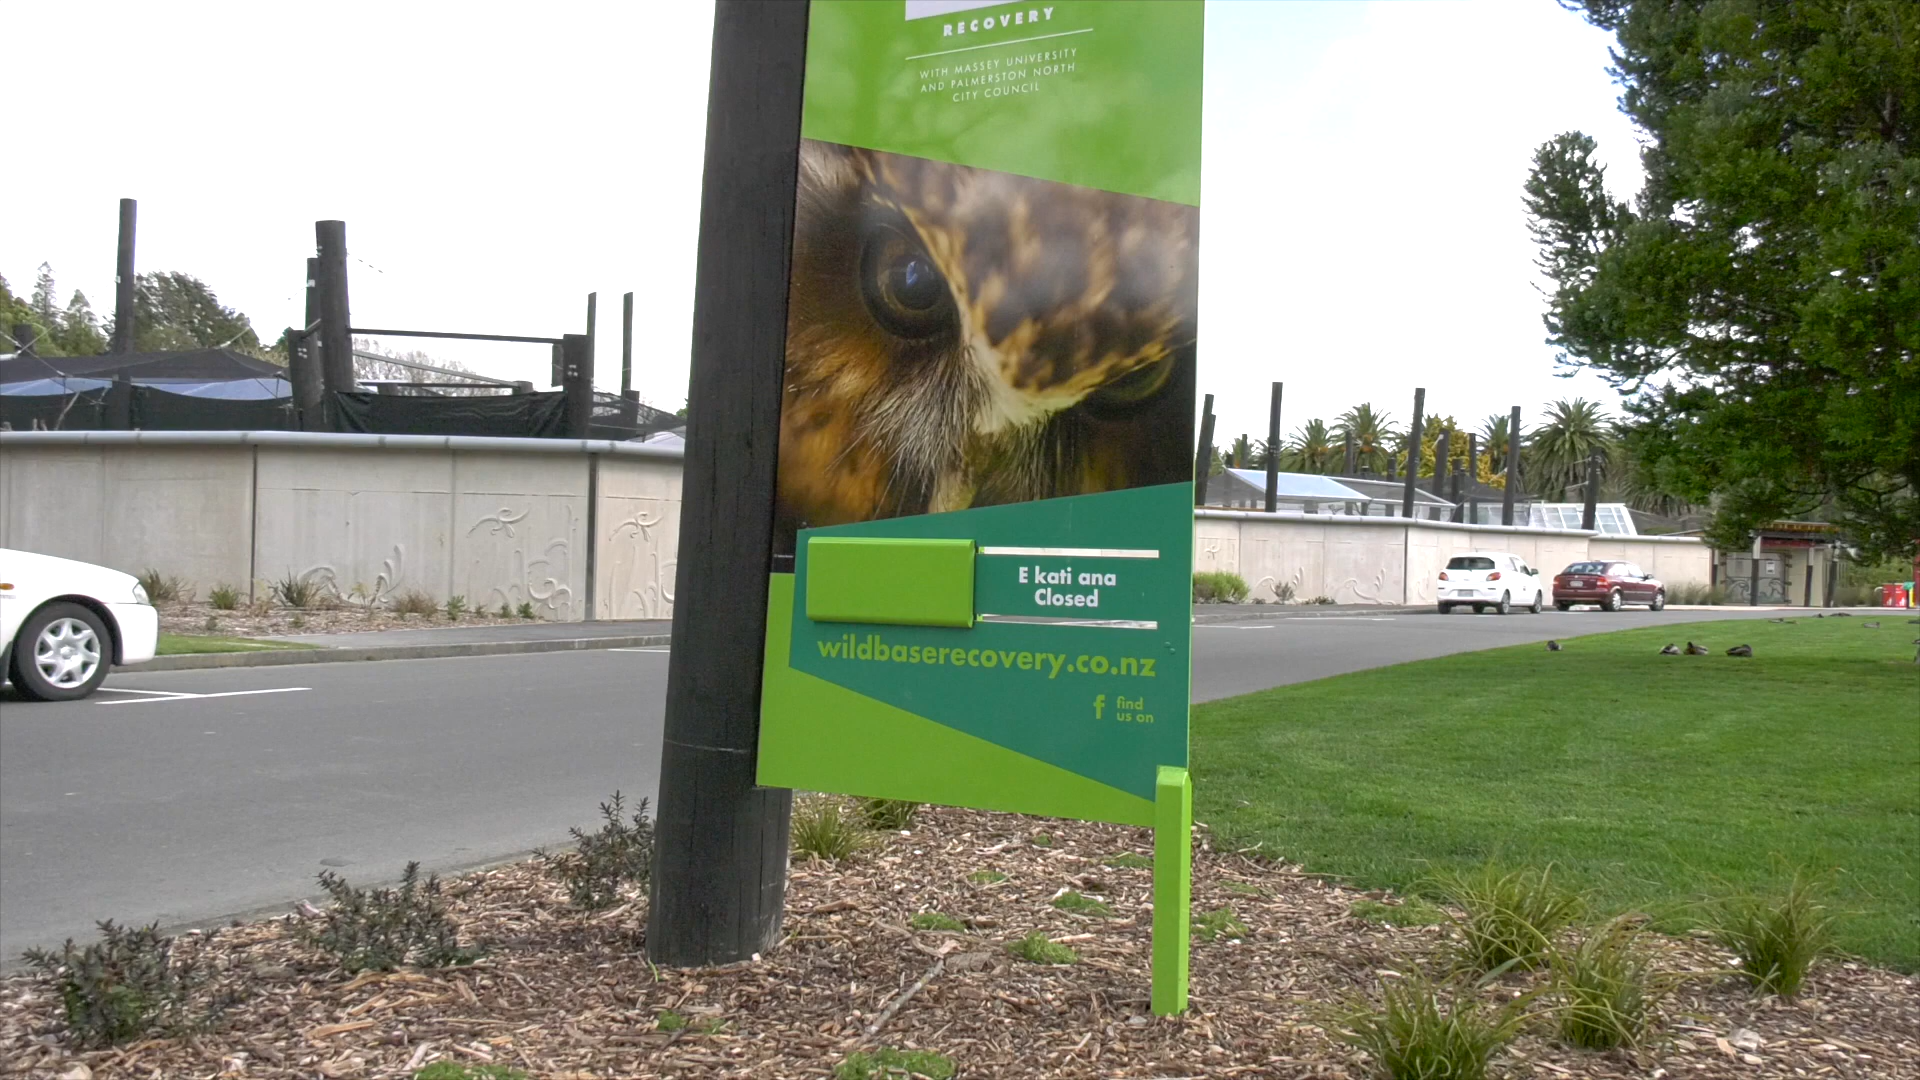 RECOVERY
WITH MASSEY UNIVERSITY
AND PALMERSTON NORTH
CITY COUNCIL
E kati ana
Closed
wildbaserecovery.co.nz
f find
us on